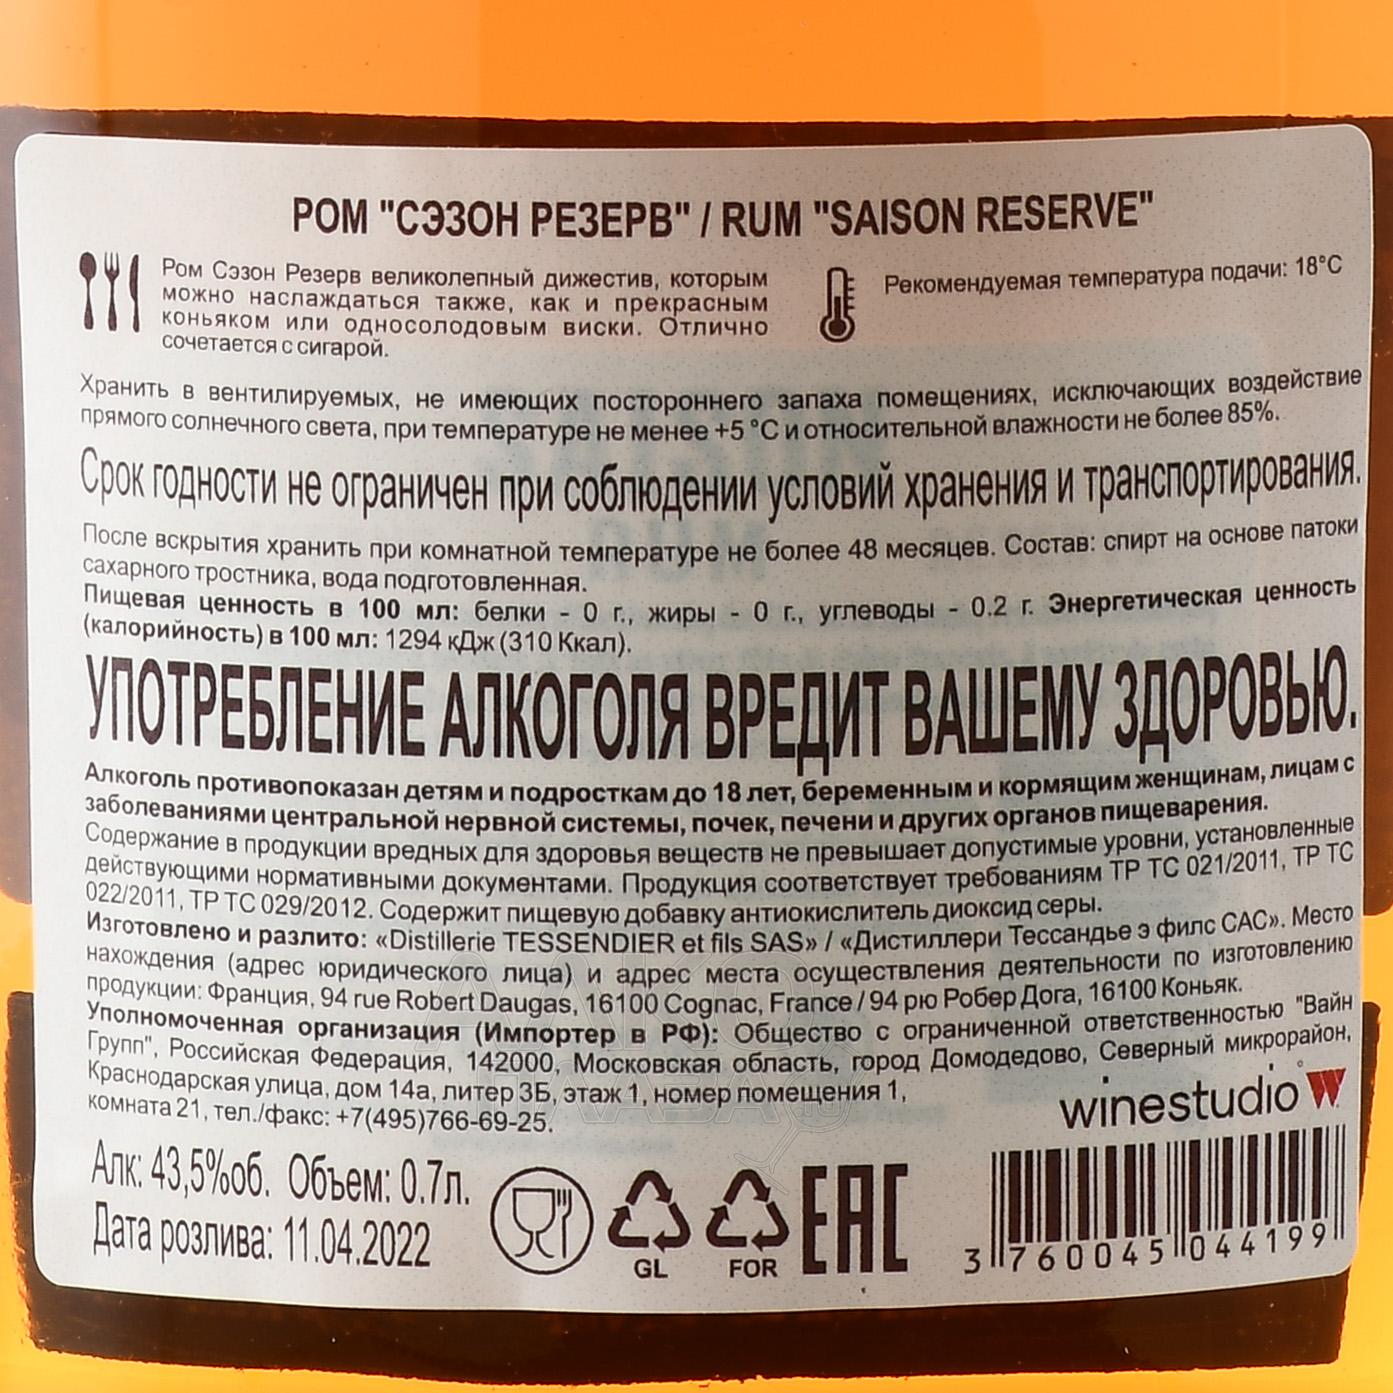 РОМ "СЭЗОН РЕЗЕРВ" / RUM "SAISON RESERVE"
Ром Сэзон Резерв великолепный дижестив, которым
можно наслаждаться также, как и прекрасным
коньяком или односолодовым виски. Отлично
сочетается с сигарой.
Рекомендуемая температура подачи: 18°С
Хранить в вентилируемых, не имеющих постороннего запаха помещениях, исключающих воздействие
прямого солнечного света, при температуре не менее +5 °С и относительной влажности не более 85%.
Срок годности не ограничен при соблюдении условий хранения и транспортирования.
После вскрытия хранить при комнатной температуре не более 48 месяцев. Состав: спирт на основе патоки
сахарного тростника, вода подготовленная.
Пищевая ценность в 100 мл: белки - 0 г., жиры - 0 г., углеводы - 0.2 г. Энергетическая ценность
(калорийность) в 100 мл: 1294 кДж (310 Ккал).
УПОТРЕБЛЕНИЕ АЛКОГОЛЯ ВРЕДИТ ВАШЕМУ ЗДОРОВЬЮ.
Алкоголь противопоказан детям и подросткам до 18 лет, беременным и кормящим женщинам, лицам с
заболеваниями центральной нервной системы, почек, печени и других органов пищеварения.
Содержание в продукции вредных для здоровья веществ не превышает допустимые уровни, установленные
действующими нормативными документами. Продукция соответствует требованиям ТР ТС 021/2011, ТР ТС
022/2011, ТР ТС 029/2012. Содержит пищевую добавку антиокислитель диоксид серы.
Изготовлено и разлито: «Distillerie TESSENDIER et fils SAS» / «Дистиллери Тессандье э филс САС». Место
нахождения (адрес юридического лица) и адрес места осуществления деятельности по изготовлению
продукции: Франция, 94 rue Robert Daugas, 16100 Cognac, France / 94 рю Робер Дога, 16100 Коньяк.
Уполномоченная организация (Импортер в РФ): Общество с ограниченной ответственностью "Вайн
Групп", Российская Федерация, 142000, Московская область, город Домодедово, Северный микрорайон,
Краснодарская улица, дом 14а, литер 3Б, этаж 1, номер помещения 1,
комната 21, тел./факс: +7(495)766-69-25.
winestudio
Алк: 43,5%об. Объем: 0.7л.
Дата розлива: 11.04.2022
GL
FOR
EAC
3 760045 044199